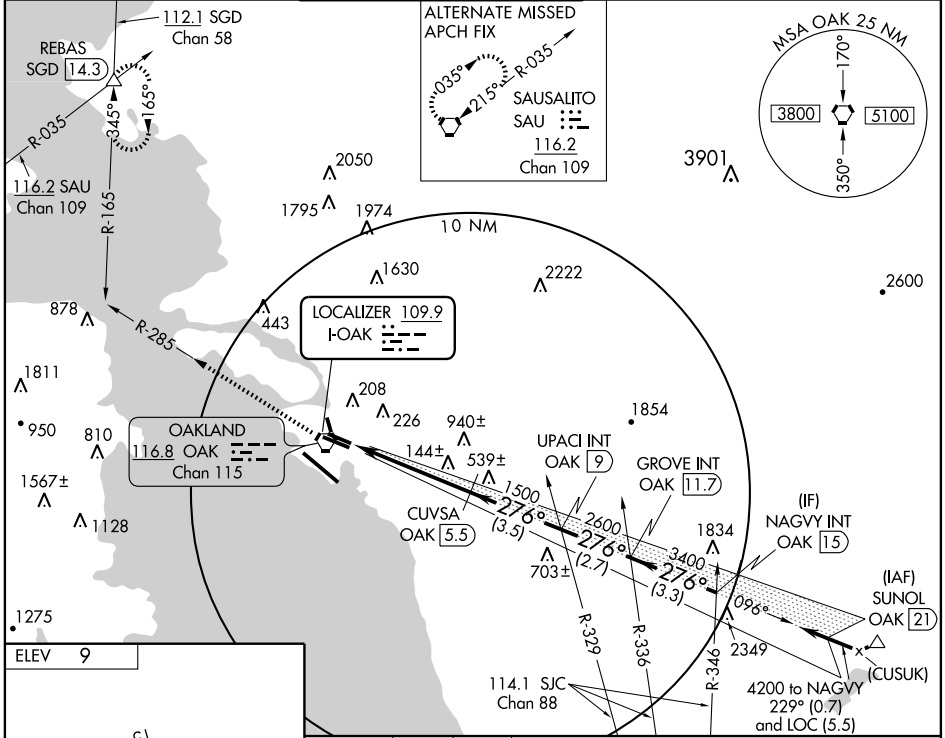 112.1 SGD
Chan 58
REBAS
SGD 14.3
345°
165°
R-035
116.2 SAU
Chan 109
R-165
ALTERNATE MISSED
APCH FIX
035°
215°
R-035
SAUSALITO
SAU
116.2
Chan 109
MSA OAK 25 NM
170°
3800
5100
350°
2050
1795
1974
3901
10 NM
1630
2222
2600
878
443
R-285
LOCALIZER 109.9
I-OAK
1811
950
810
1567±
1128
1275
208
226
940±
144±
539±
1854
OAKLAND
116.8 OAK
Chan 115
UPACI INT
OAK 9
GROVE INT
OAK 11.7
(IF)
NAGVY INT
OAK 15
1834
(IAF)
SUNOL
OAK 21
(CUSUK)
CUVSA
OAK 5.5
1500
276°
(3.5)
2600
276°
(2.7)
3400
276°
(3.3)
096°
703±
2349
R-329
R-336
R-346
114.1 SJC
Chan 88
4200 to NAGVY
229° (0.7)
and LOC (5.5)
ELEV 9